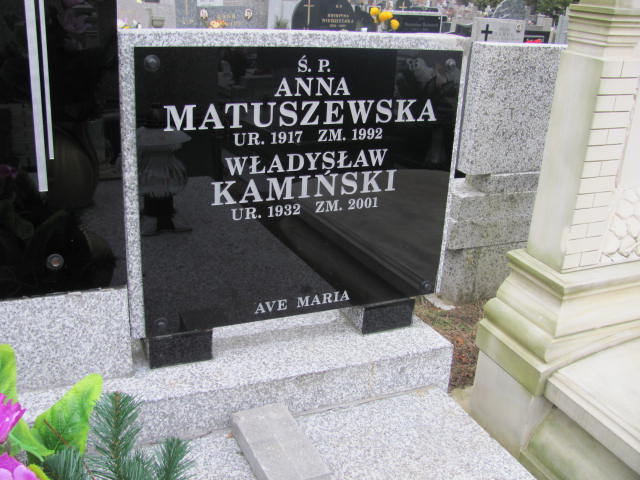 Ś. P.
ANNA
MATUSZEWSKA
UR. 1917 ZM. 1992
WŁADYSŁAW
KAMIŃSKI
UR. 1932 ZM. 2001
AVE MARIA